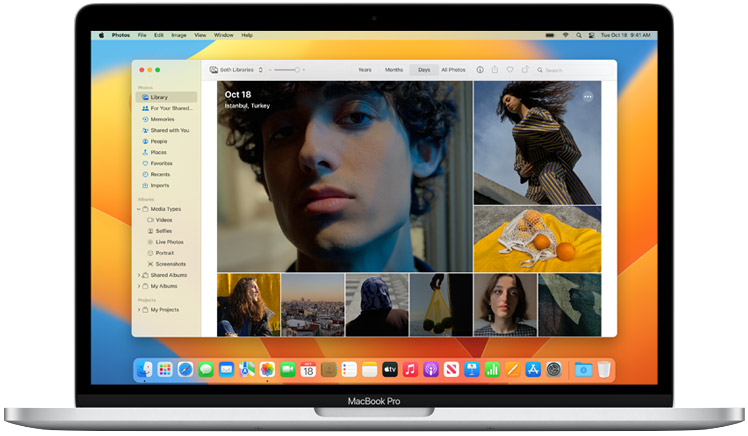 Photos File Edit Image View Window Help
Tue Oct 18 9:41 AM
Both Libraries
Years Months Days All Photos
Search
Photos
Library
For Your Shared...
Memories
Shared with You
People
Places
Favorites
Recents
Imports
Albums
Media Types
Videos
Selfies
Live Photos
Portrait
Screenshots
Shared Albums
My Albums
Projects
My Projects
Oct 18
Istanbul, Turkey
18
tv
MacBook Pro